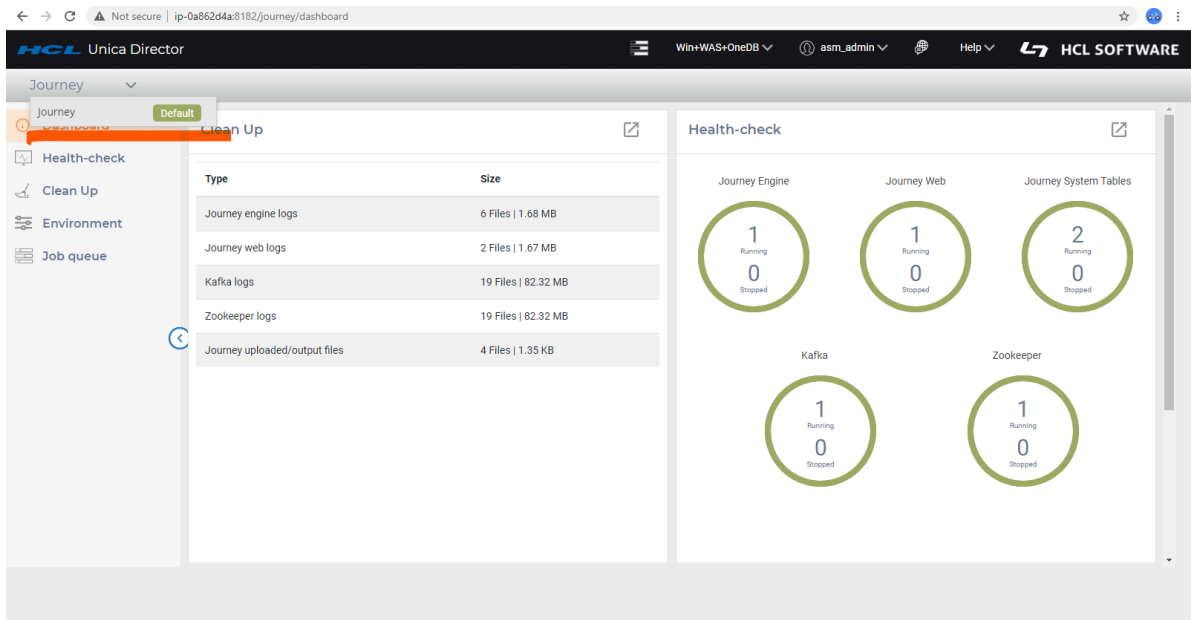 Not secure | ip-0a862d4a:8182/journey/dashboard
HCL Unica Director Win+WAS+OneDB asm_admin Help HCL SOFTWARE
Journey
Journey Default
Dashboard
Health-check
Clean Up
Environment
Job queue
Clean Up
Type Size
Journey engine logs 6 Files | 1.68 MB
Journey web logs 2 Files | 1.67 MB
Kafka logs 19 Files | 82.32 MB
Zookeeper logs 19 Files | 82.32 MB
Journey uploaded/output files 4 Files | 1.35 KB
Health-check
Journey Engine
1
Running
0
Stopped
Journey Web
1
Running
0
Stopped
Journey System Tables
2
Running
0
Stopped
Kafka
1
Running
0
Stopped
Zookeeper
1
Running
0
Stopped